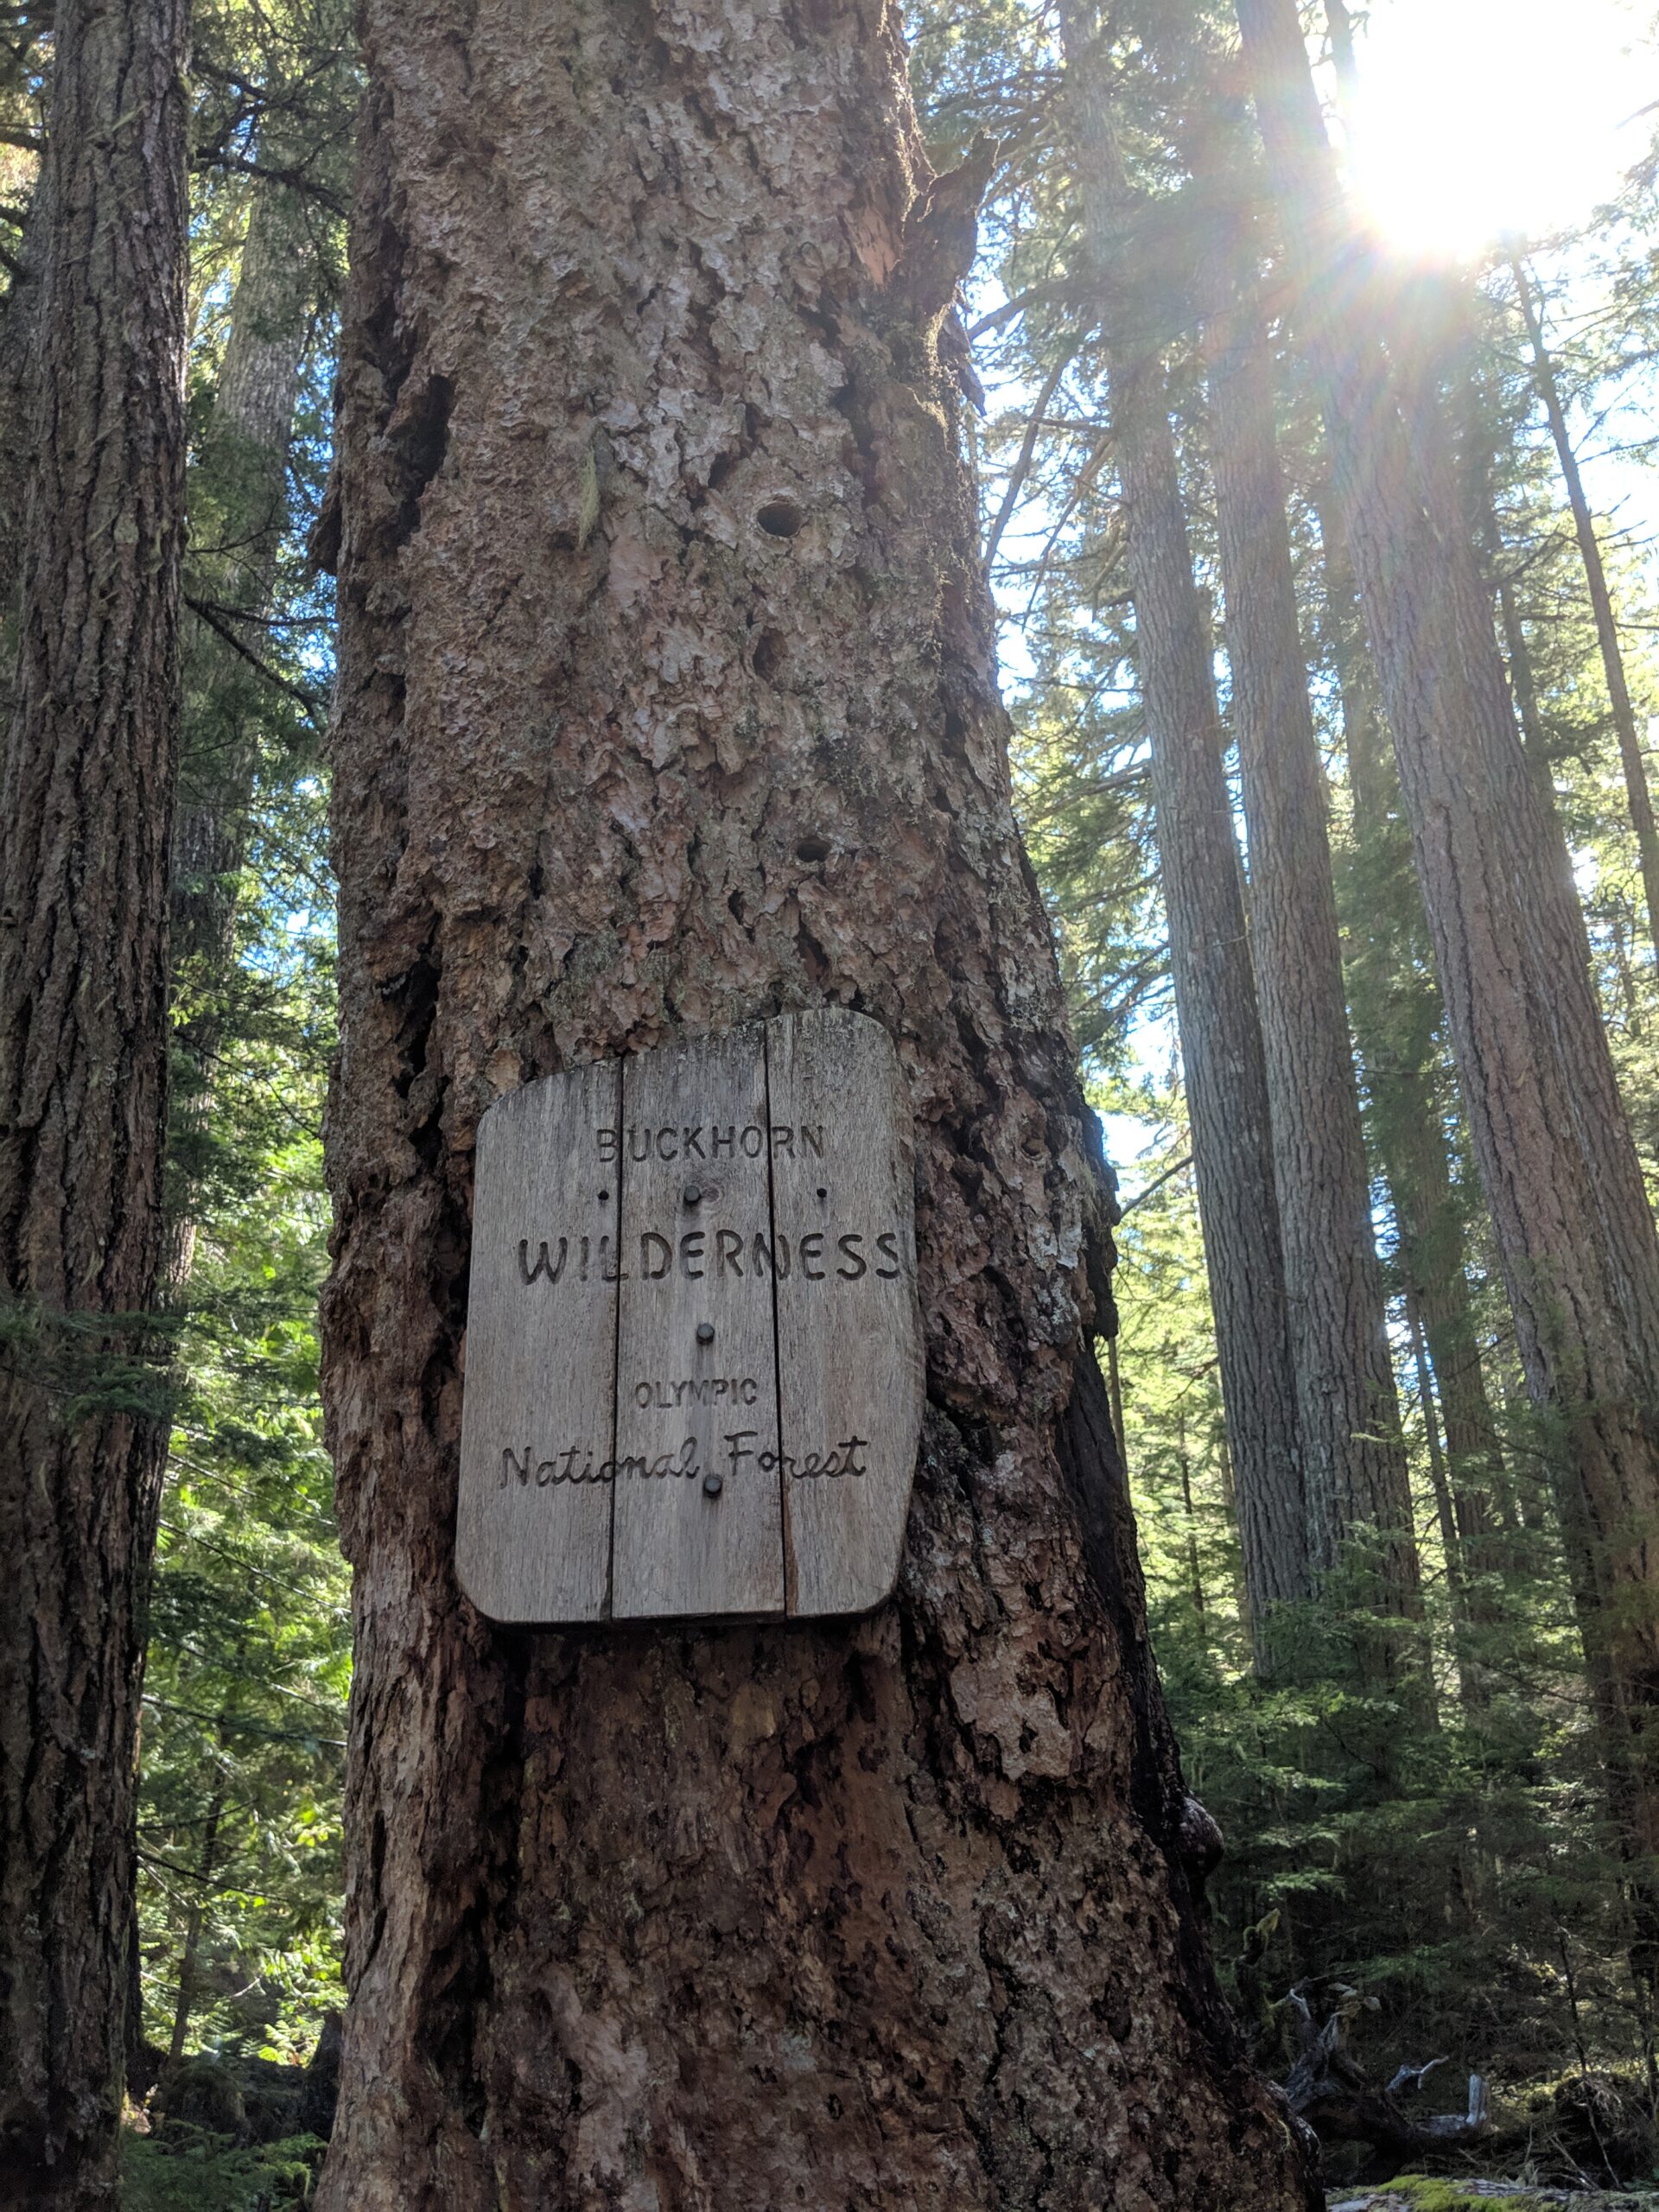 BUCKHORN
WILDERNESS
OLYMPIC
National Forest